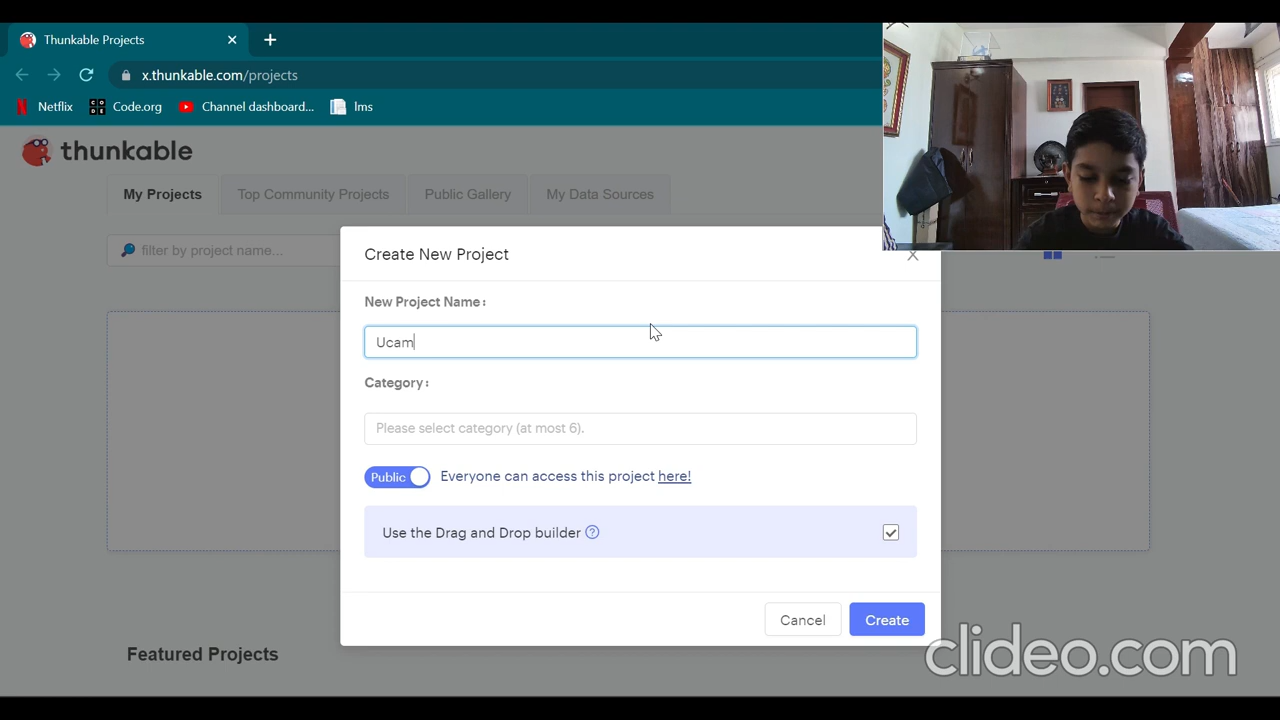 Thunkable Projects
x.thunkable.com/projects
Netflix
CODE
Code.org
Channel dashboard...
lms
thunkable
My Projects
Top Community Projects
Public Gallery
My Data Sources
filter by project name...
Create New Project
New Project Name:
Ucam
Category:
Please select category (at most 6).
Public
Everyone can access this project here!
Use the Drag and Drop builder ?
Cancel
Create
Featured Projects
clideo.com